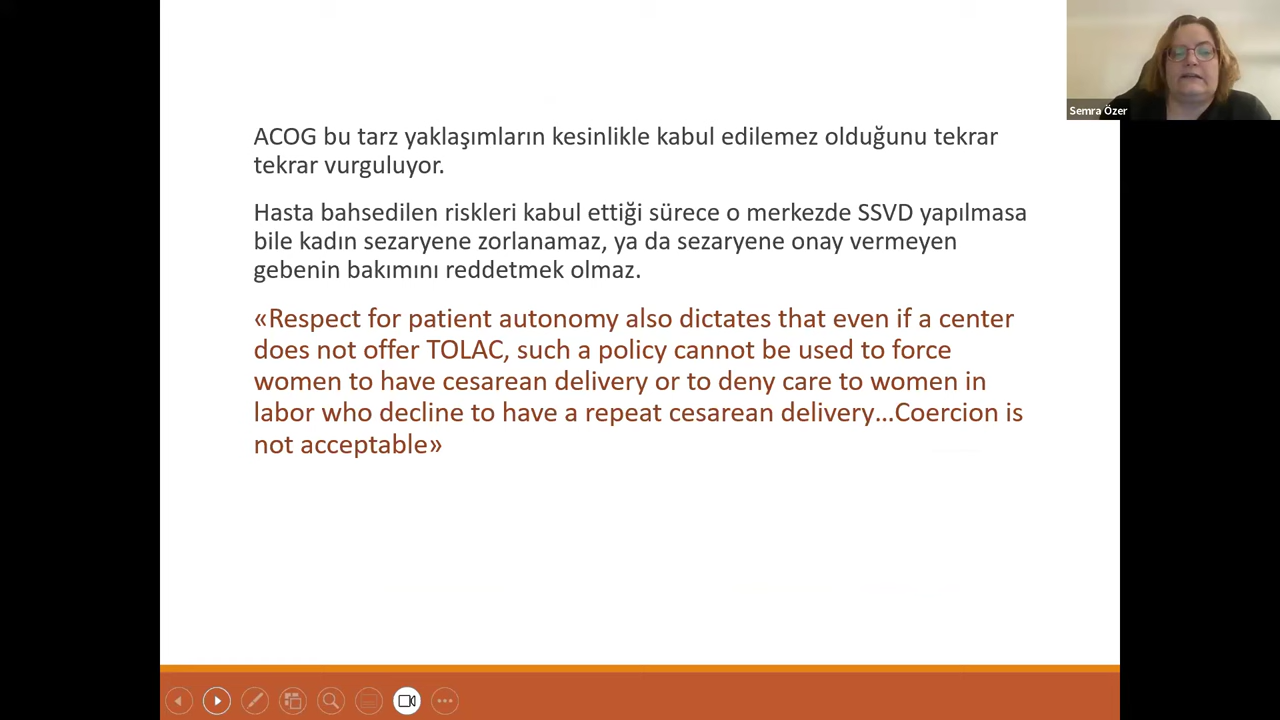 Semra Özer
ACOG bu tarz yaklaşımların kesinlikle kabul edilemez olduğunu tekrar
tekrar vurguluyor.
Hasta bahsedilen riskleri kabul ettiği sürece o merkezde SSVD yapılmasa
bile kadın sezaryene zorlanamaz, ya da sezaryene onay vermeyen
gebenin bakımını reddetmek olmaz.
«Respect for patient autonomy also dictates that even if a center
does not offer TOLAC, such a policy cannot be used to force
women to have cesarean delivery or to deny care to women in
labor who decline to have a repeat cesarean delivery…Coercion is
not acceptable»